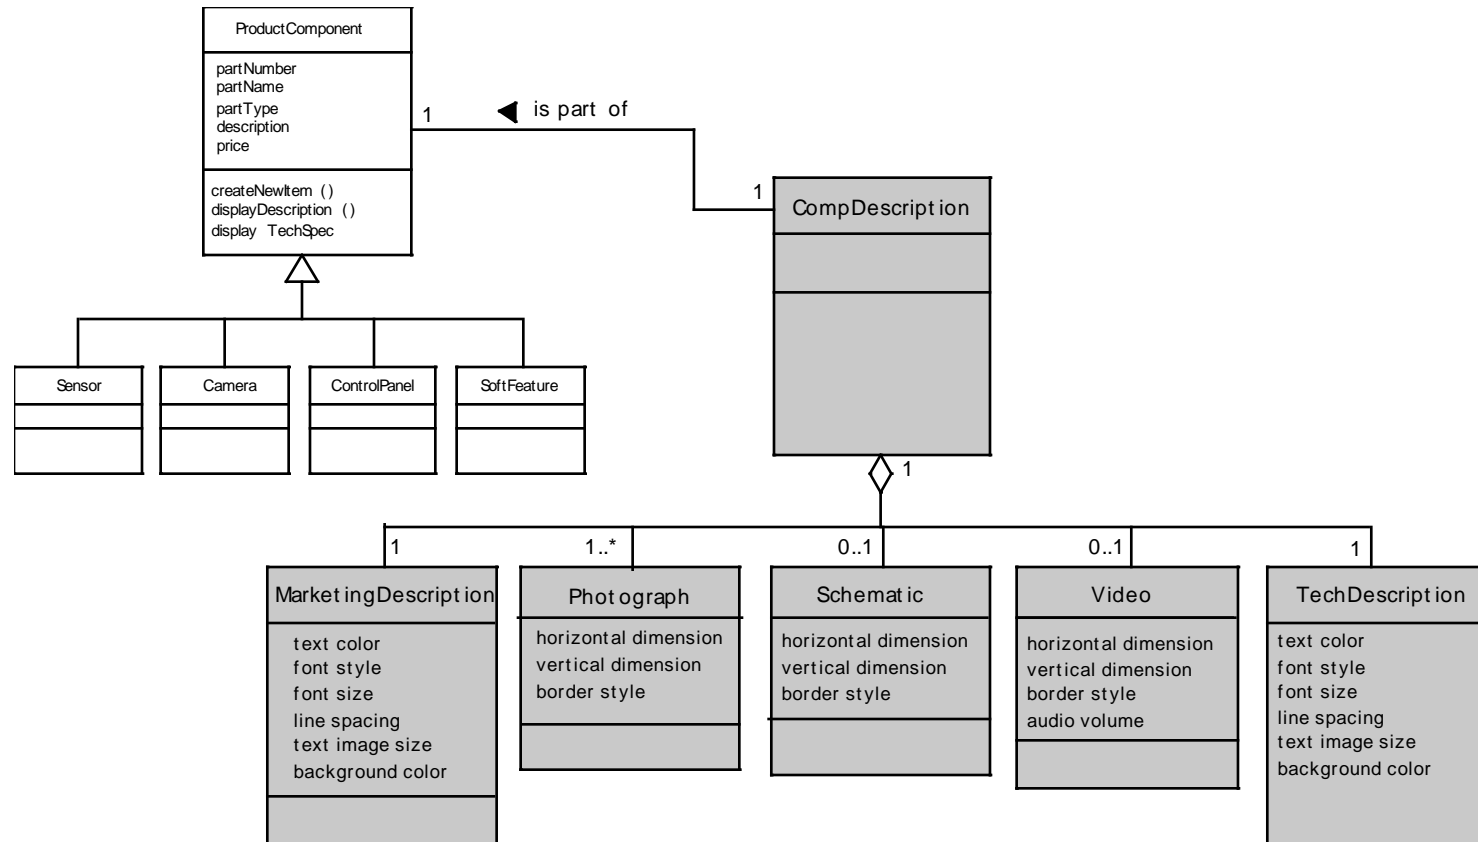 ProductComponent
partNumber
partName
partType
description
price
createNewItem ()
displayDescription ()
display TechSpec
1
is part of
1
CompDescription
Sensor
Camera
ControlPanel
SoftFeature
1
1
1..*
0..1
0..1
1
MarketingDescription
text color
font style
font size
line spacing
text image size
background color
Photograph
horizontal dimension
vertical dimension
border style
Schematic
horizontal dimension
vertical dimension
border style
Video
horizontal dimension
vertical dimension
border style
audio volume
TechDescription
text color
font style
font size
line spacing
text image size
background color